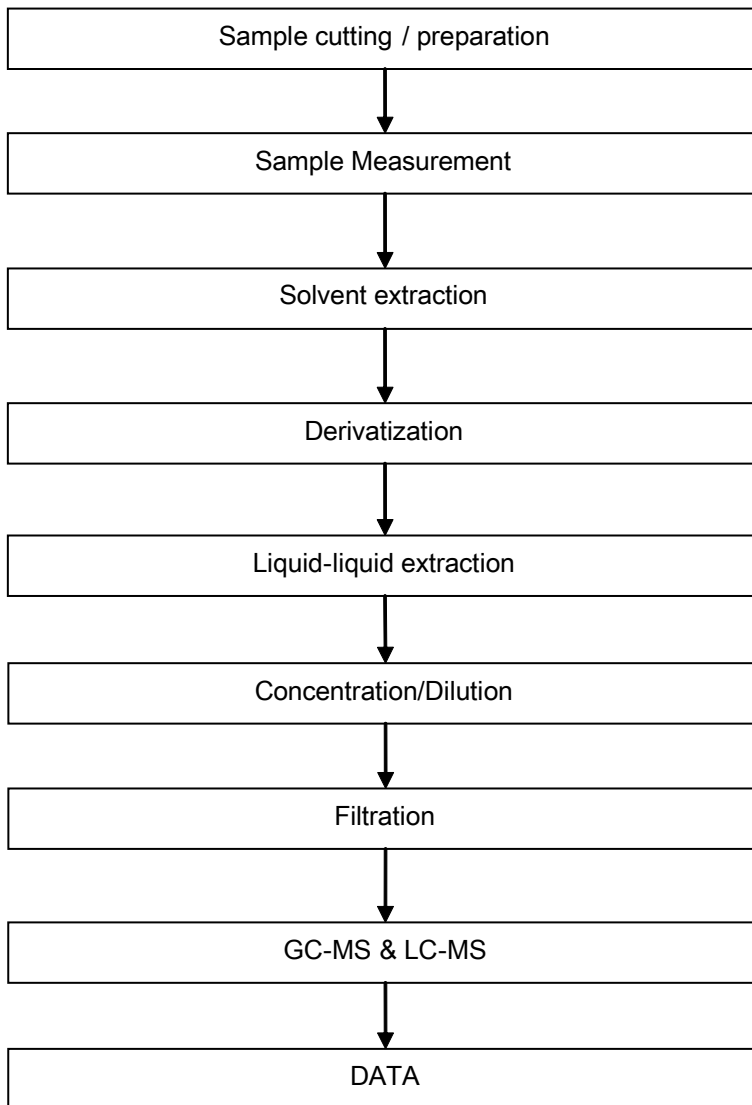 Sample cutting / preparation
Sample Measurement
Solvent extraction
Derivatization
Liquid-liquid extraction
Concentration/Dilution
Filtration
GC-MS & LC-MS
DATA